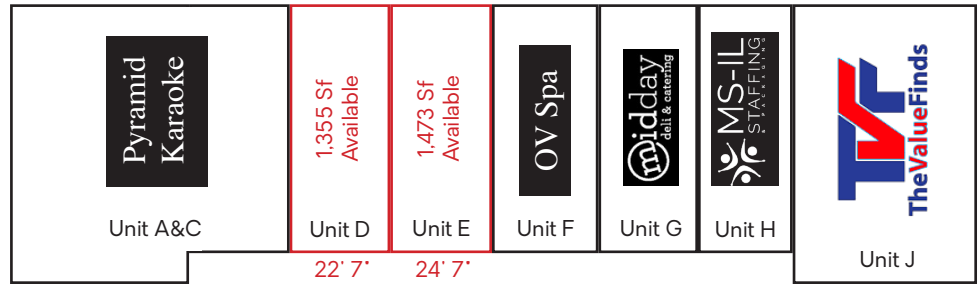 Pyramid
Karaoke
Unit A&C
1,355 Sf
Available
Unit D
22' 7"
1,473 Sf
Available
Unit E
24' 7"
OV Spa
Unit F
midday
deli & catering
Unit G
MS-IL
STAFFING
& PACKAGING
Unit H
TVF
TheValueFinds
Unit J